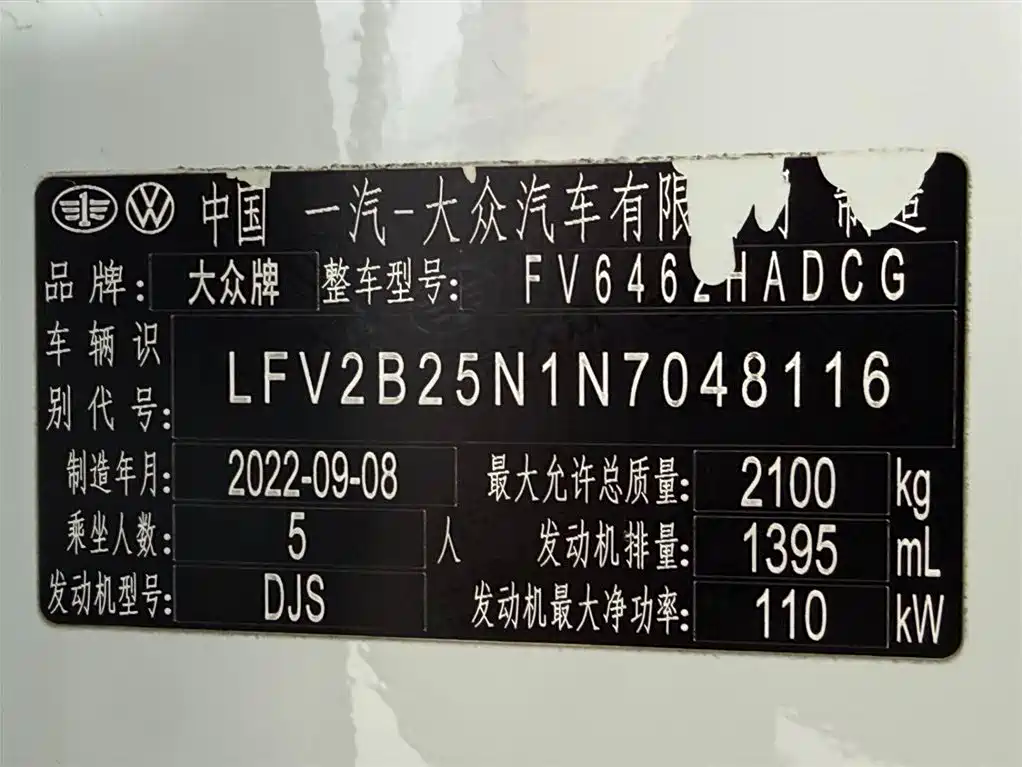 中国 一汽-大众汽车有限 制造
品牌: 大众牌 整车型号: FV6462HADCG
车辆识别代号: LFV2B25N1N7048116
制造年月: 2022-09-08 最大允许总质量: 2100 kg
乘坐人数: 5 人 发动机排量: 1395 mL
发动机型号: DJS 发动机最大净功率: 110 kW